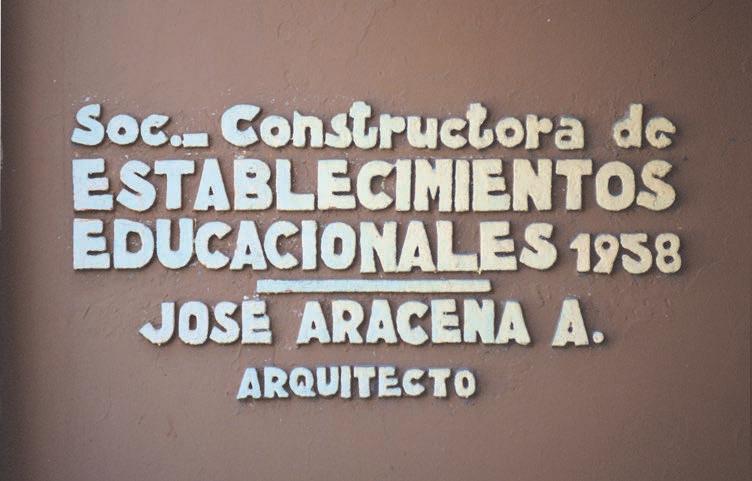 Soc._ Constructora de
ESTABLECIMIENTOS
EDUCACIONALES 1958
JOSE ARACENA A.
ARQUITECTO